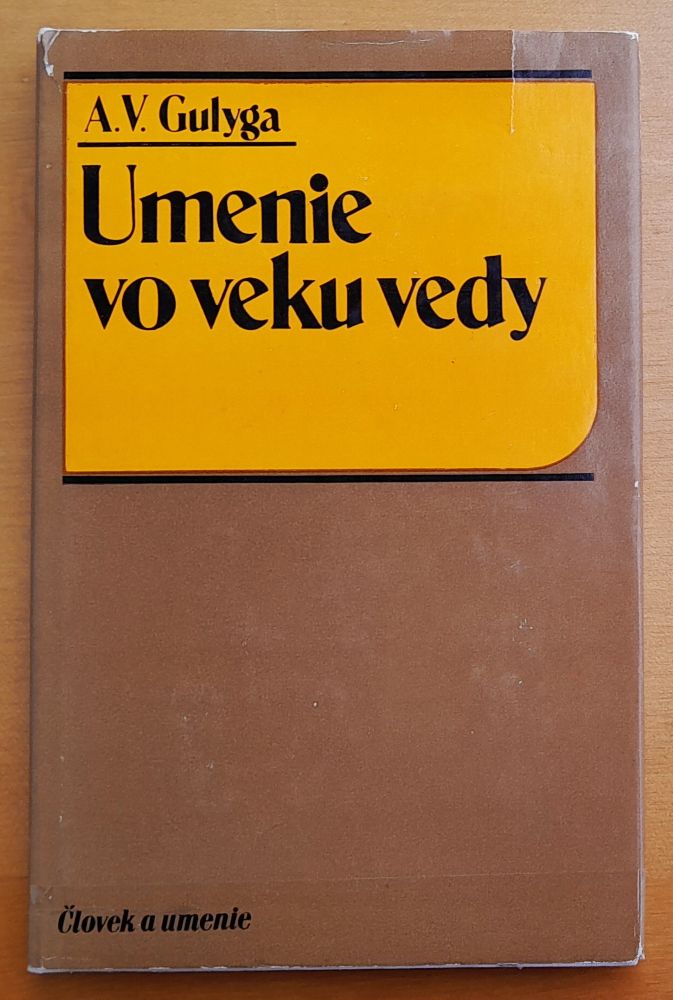 A.V. Gulyga
Umenie
vo veku vedy
Človek a umenie